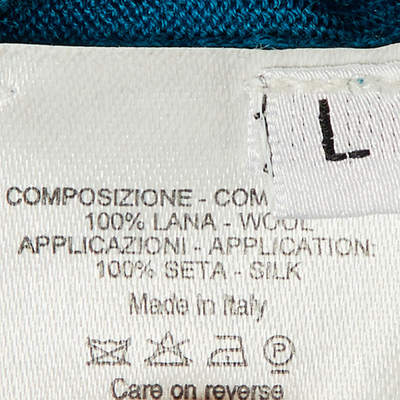 L
COMPOSIZIONE - COM
100% LANA - WOOL
APPLICAZIONI - APPLICATION:
100% SETA - SILK
Made in Italy
P
Care on reverse